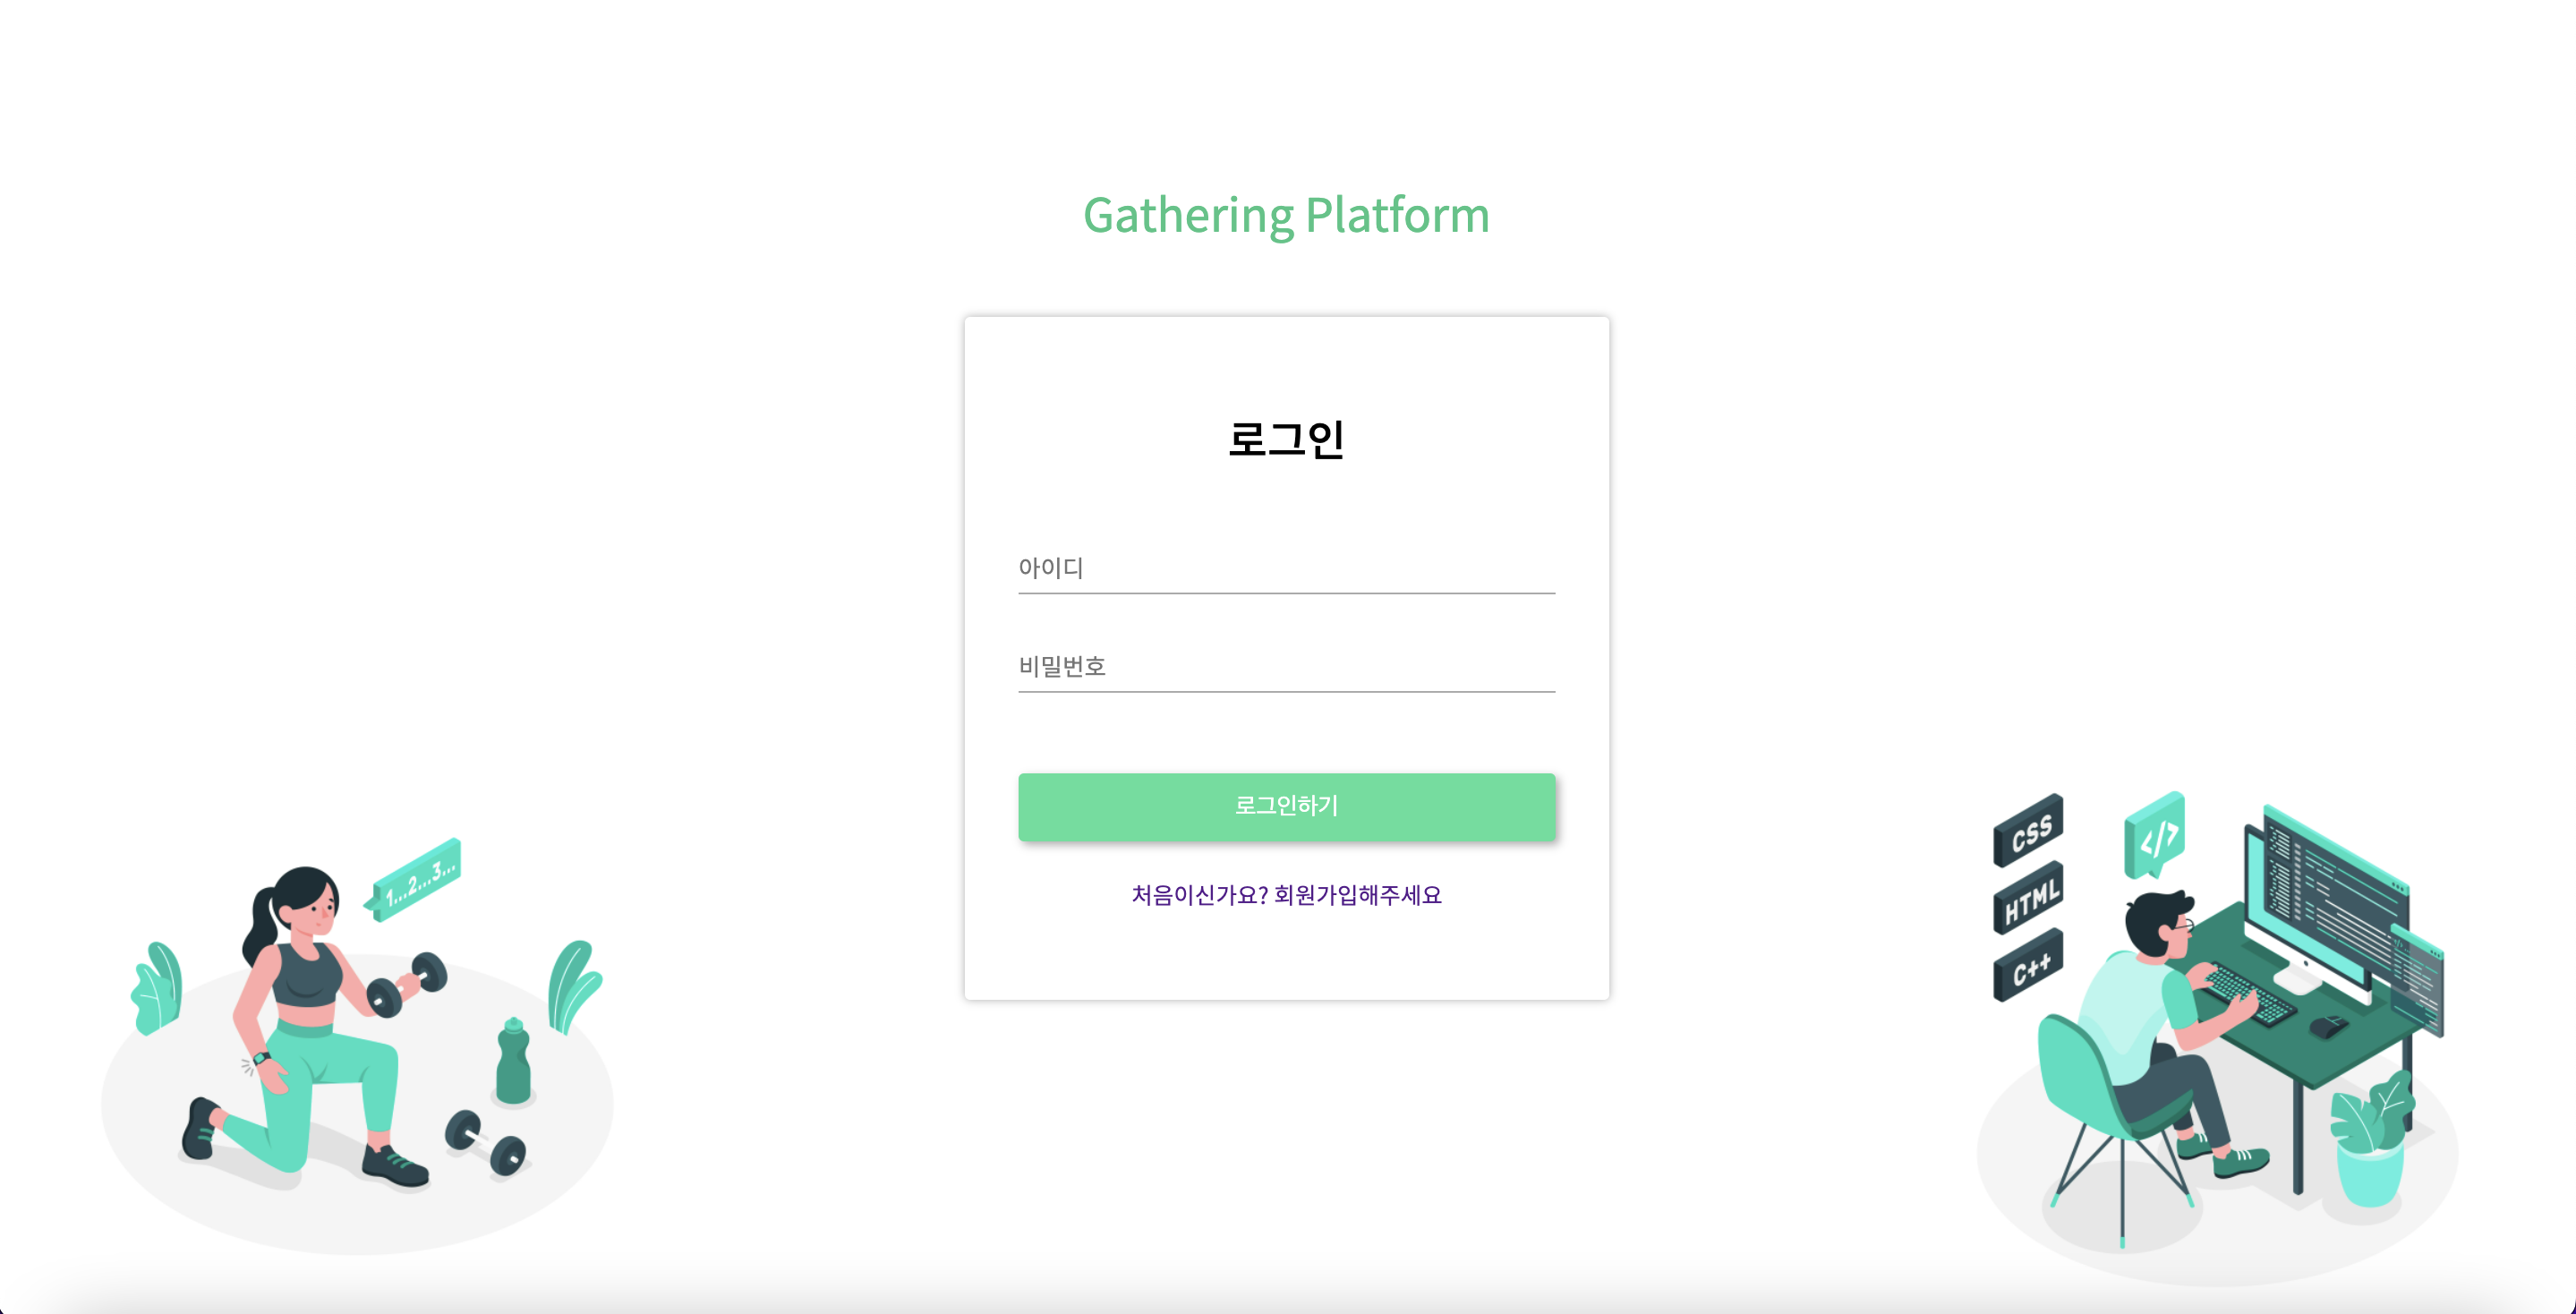 Gathering Platform
로그인
아이디
비밀번호
로그인하기
처음이신가요? 회원가입해주세요
1...2...3...
CSS
</>
HTML
C++